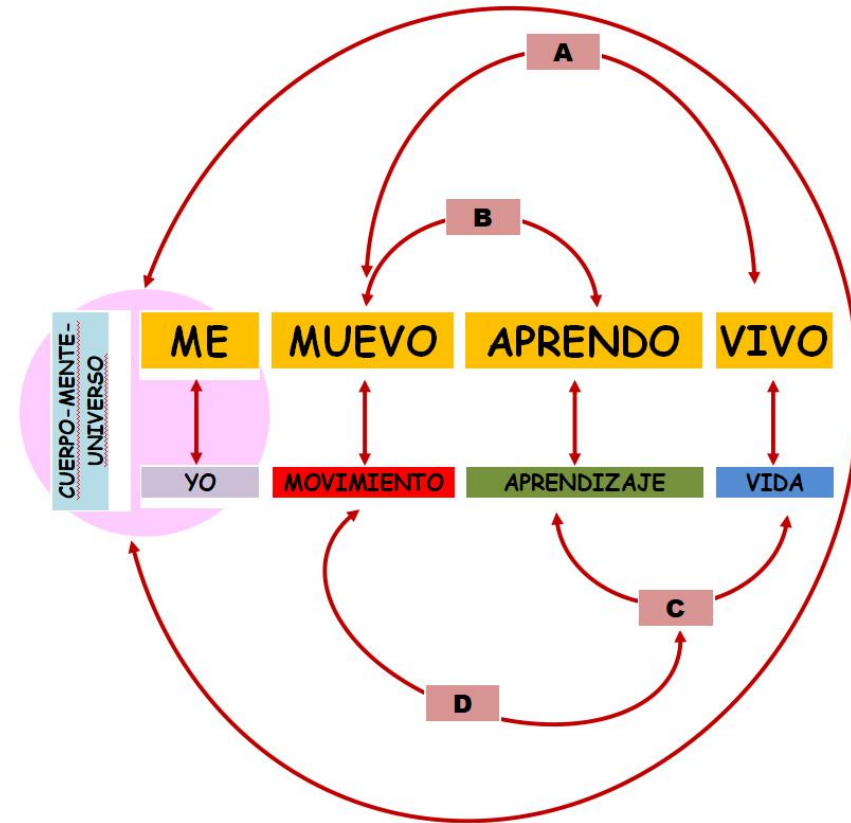 A
B
CUERPO-MENTE-
UNIVERSO
ME
MUEVO
APRENDO
VIVO
YO
MOVIMIENTO
APRENDIZAJE
VIDA
C
D